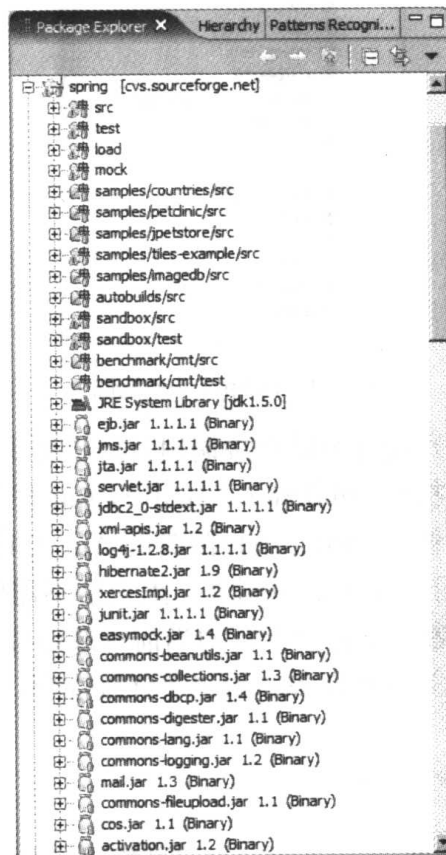 Package Explorer Hierarchy Patterns Recogni...
spring [cvs.sourceforge.net]
src
test
load
mock
samples/countries/src
samples/petclinic/src
samples/jpetstore/src
samples/tiles-example/src
samples/imagedb/src
autobuilds/src
sandbox/src
sandbox/test
benchmark/cmt/src
benchmark/cmt/test
JRE System Library [jdk1.5.0]
ejb.jar 1.1.1.1 (Binary)
jms.jar 1.1.1.1 (Binary)
jta.jar 1.1.1.1 (Binary)
servlet.jar 1.1.1.1 (Binary)
jdbc2_0-stdext.jar 1.1.1.1 (Binary)
xml-apis.jar 1.2 (Binary)
log4j-1.2.8.jar 1.1.1.1 (Binary)
hibernate2.jar 1.9 (Binary)
xercesImpl.jar 1.2 (Binary)
junit.jar 1.1.1.1 (Binary)
easymock.jar 1.4 (Binary)
commons-beanutils.jar 1.1 (Binary)
commons-collections.jar 1.3 (Binary)
commons-dbcp.jar 1.4 (Binary)
commons-digester.jar 1.1 (Binary)
commons-lang.jar 1.1 (Binary)
commons-logging.jar 1.2 (Binary)
mail.jar 1.3 (Binary)
commons-fileupload.jar 1.1 (Binary)
cos.jar 1.1 (Binary)
activation.jar 1.2 (Binary)